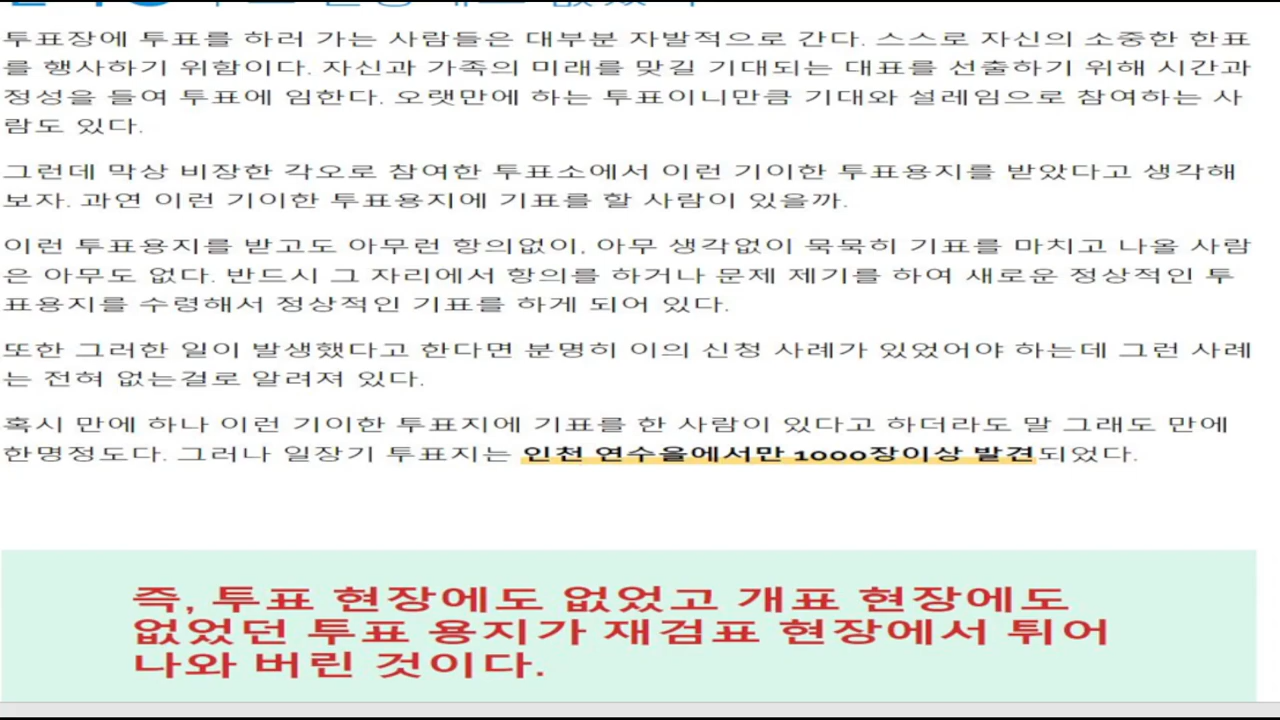 투표장에 투표를 하러 가는 사람들은 대부분 자발적으로 간다. 스스로 자신의 소중한 한표
를 행사하기 위함이다. 자신과 가족의 미래를 맞길 기대되는 대표를 선출하기 위해 시간과
정성을 들여 투표에 임한다. 오랫만에 하는 투표이니만큼 기대와 설레임으로 참여하는 사
람도 있다.
그런데 막상 비장한 각오로 참여한 투표소에서 이런 기이한 투표용지를 받았다고 생각해
보자. 과연 이런 기이한 투표용지에 기표를 할 사람이 있을까.
이런 투표용지를 받고도 아무런 항의없이, 아무 생각없이 묵묵히 기표를 마치고 나올 사람
은 아무도 없다. 반드시 그 자리에서 항의를 하거나 문제 제기를 하여 새로운 정상적인 투
표용지를 수령해서 정상적인 기표를 하게 되어 있다.
또한 그러한 일이 발생했다고 한다면 분명히 이의 신청 사례가 있었어야 하는데 그런 사례
는 전혀 없는걸로 알려져 있다.
혹시 만에 하나 이런 기이한 투표지에 기표를 한 사람이 있다고 하더라도 말 그래도 만에
한명정도다. 그러나 일장기 투표지는 인천 연수을에서만 1000장이상 발견되었다.
즉, 투표 현장에도 없었고 개표 현장에도
없었던 투표 용지가 재검표 현장에서 튀어
나와 버린 것이다.